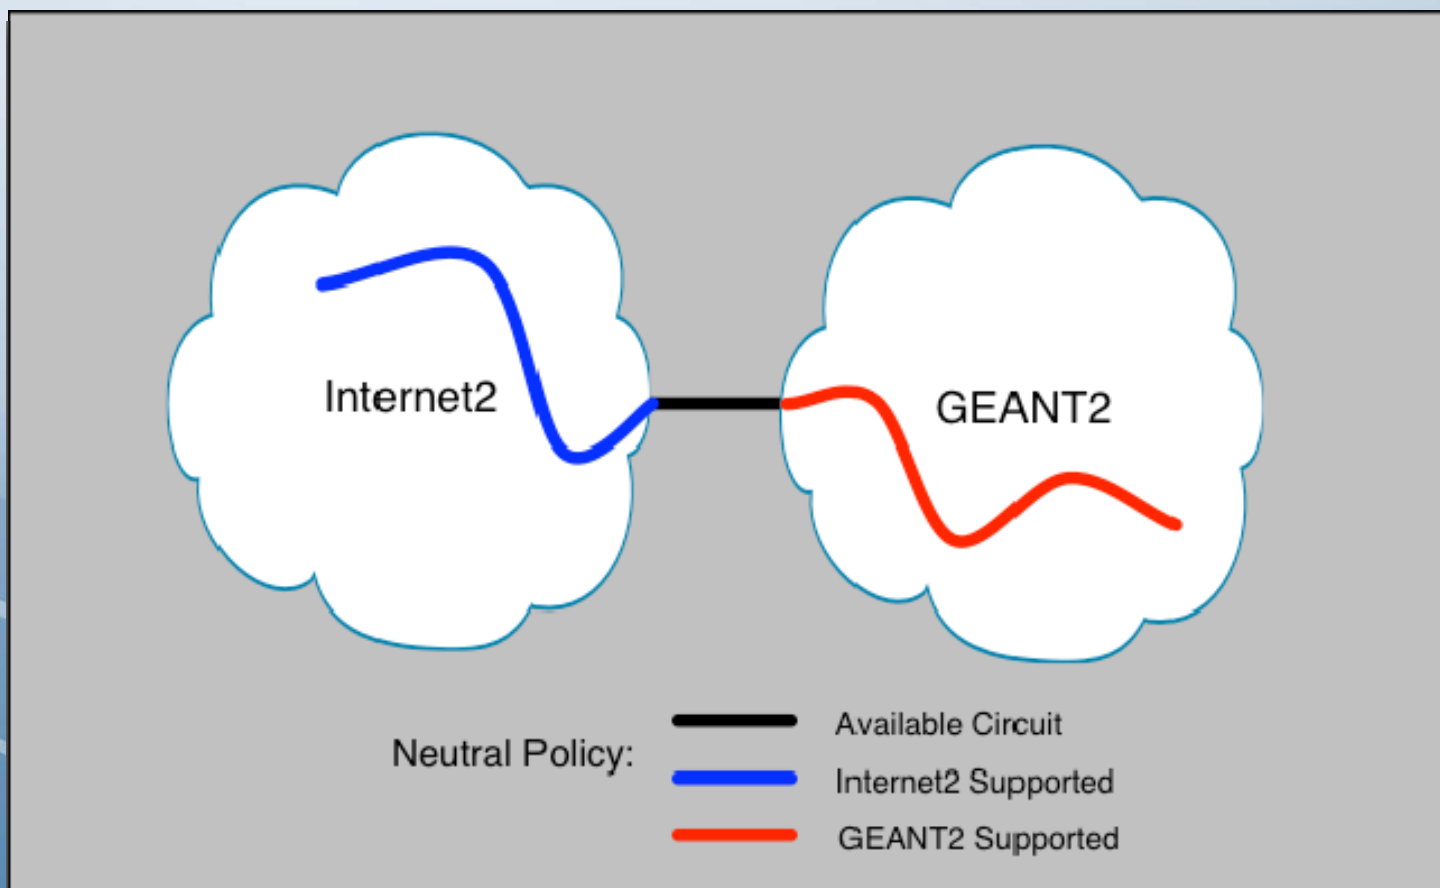 Internet2
GEANT2
Neutral Policy:
Available Circuit
Internet2 Supported
GEANT2 Supported